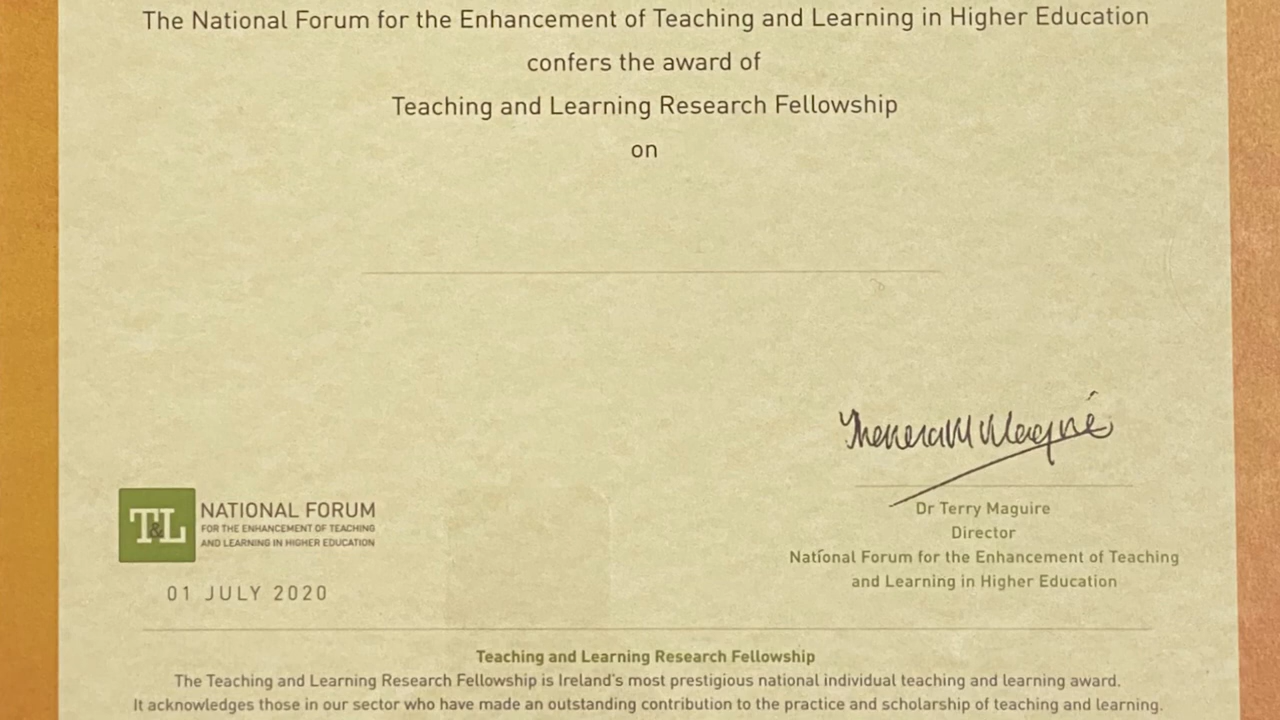 The National Forum for the Enhancement of Teaching and Learning in Higher Education
confers the award of
Teaching and Learning Research Fellowship
on
T&L
NATIONAL FORUM
FOR THE ENHANCEMENT OF TEACHING
AND LEARNING IN HIGHER EDUCATION
01 JULY 2020
Dr Terry Maguire
Director
National Forum for the Enhancement of Teaching
and Learning in Higher Education
Teaching and Learning Research Fellowship
The Teaching and Learning Research Fellowship is Ireland's most prestigious national individual teaching and learning award.
It acknowledges those in our sector who have made an outstanding contribution to the practice and scholarship of teaching and learning.